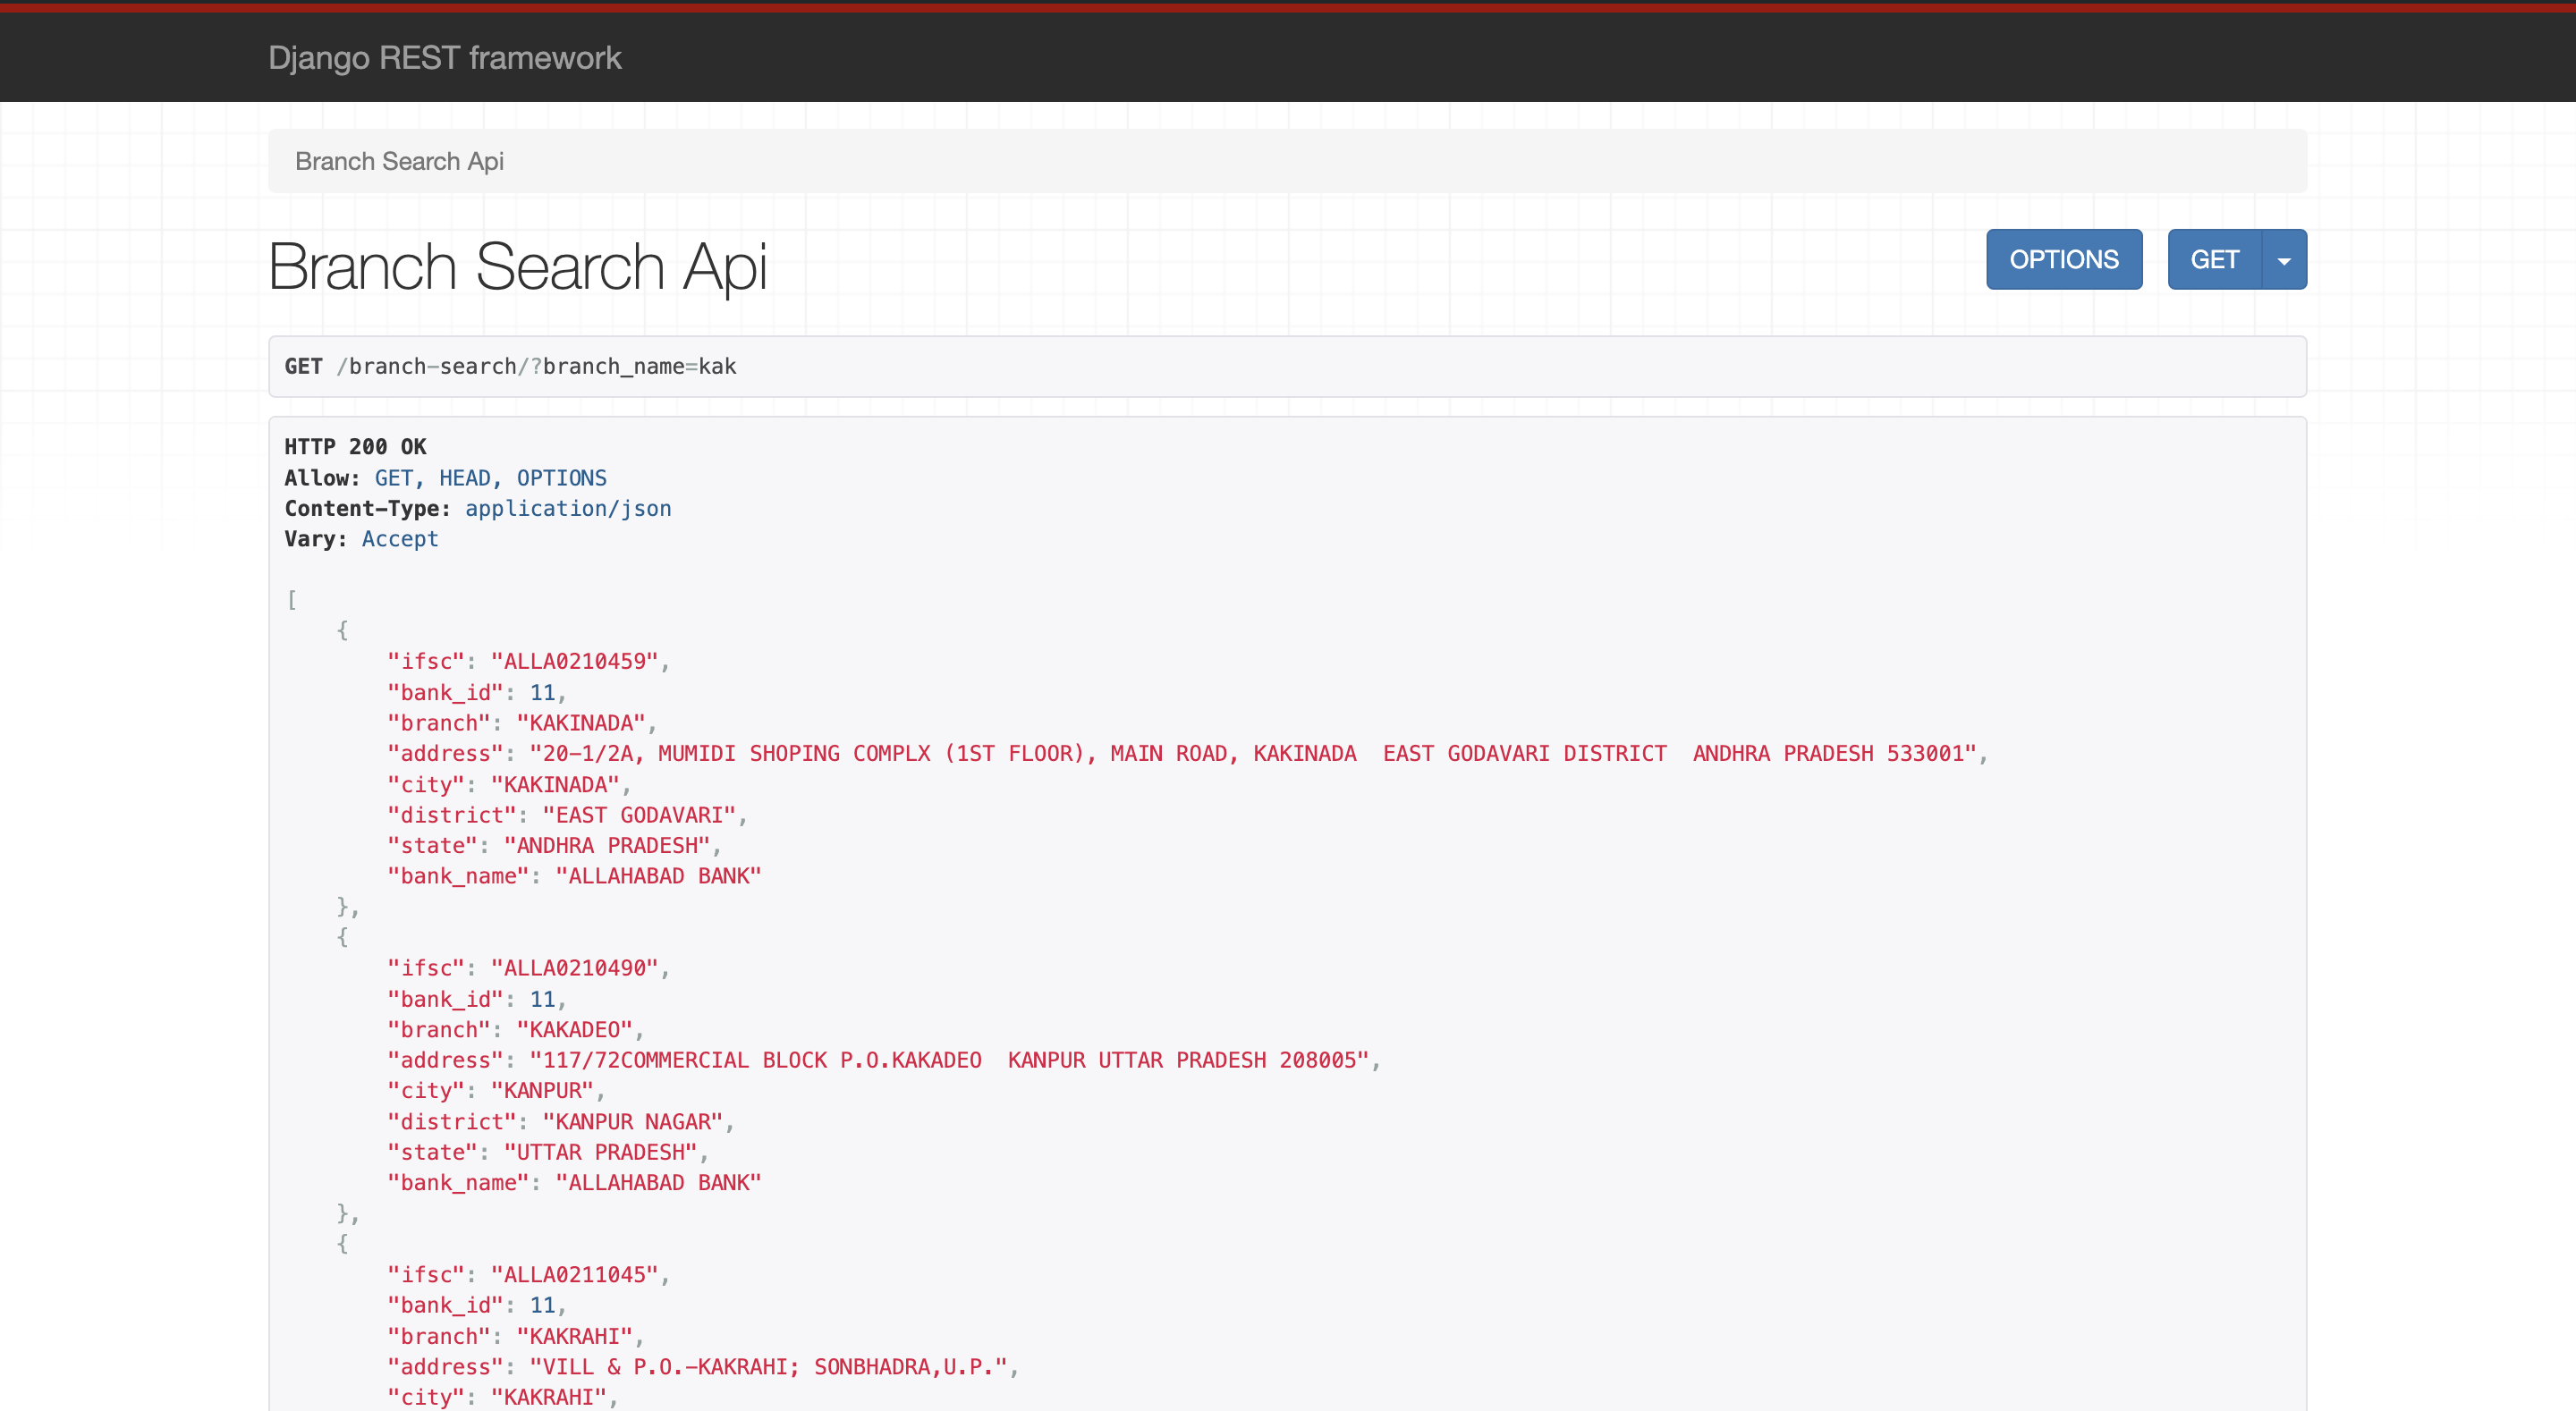 Django REST framework
Branch Search Api
Branch Search Api
OPTIONS
GET
GET /branch-search/?branch_name=kak
HTTP 200 OK
Allow: GET, HEAD, OPTIONS
Content-Type: application/json
Vary: Accept
[
    {
        "ifsc": "ALLA0210459",
        "bank_id": 11,
        "branch": "KAKINADA",
        "address": "20-1/2A, MUMIDI SHOPING COMPLX (1ST FLOOR), MAIN ROAD, KAKINADA  EAST GODAVARI DISTRICT  ANDHRA PRADESH 533001",
        "city": "KAKINADA",
        "district": "EAST GODAVARI",
        "state": "ANDHRA PRADESH",
        "bank_name": "ALLAHABAD BANK"
    },
    {
        "ifsc": "ALLA0210490",
        "bank_id": 11,
        "branch": "KAKADEO",
        "address": "117/72COMMERCIAL BLOCK P.O.KAKADEO  KANPUR UTTAR PRADESH 208005",
        "city": "KANPUR",
        "district": "KANPUR NAGAR",
        "state": "UTTAR PRADESH",
        "bank_name": "ALLAHABAD BANK"
    },
    {
        "ifsc": "ALLA0211045",
        "bank_id": 11,
        "branch": "KAKRAHI",
        "address": "VILL & P.O.-KAKRAHI; SONBHADRA,U.P.",
        "city": "KAKRAHI",